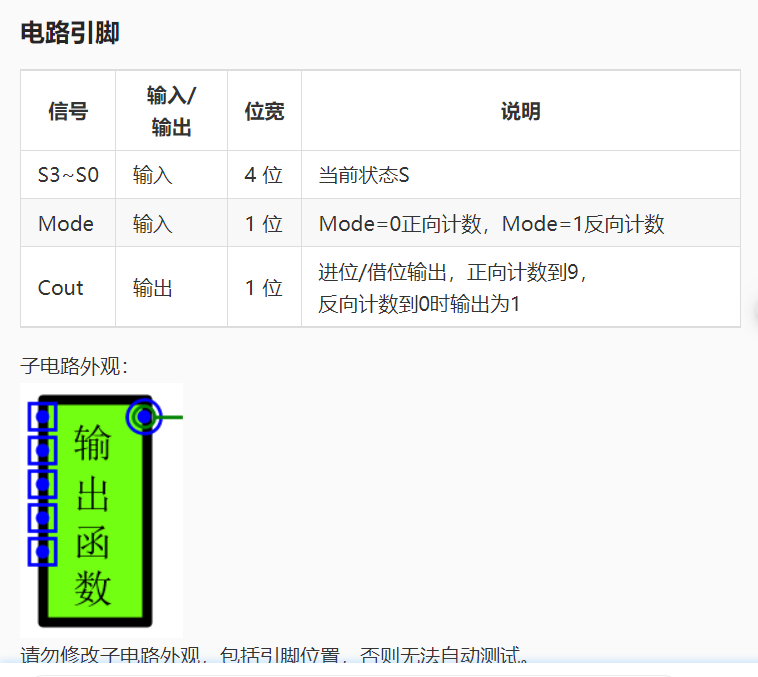 电路引脚
信号
输入/
输出
位宽
说明
S3~S0
输入
4 位
当前状态S
Mode
输入
1 位
Mode=0正向计数，Mode=1反向计数
Cout
输出
1 位
进位/借位输出，正向计数到9，
反向计数到0时输出为1
子电路外观：
输
出
函
数
请勿修改子电路外观，包括引脚位置，否则无法自动测试。